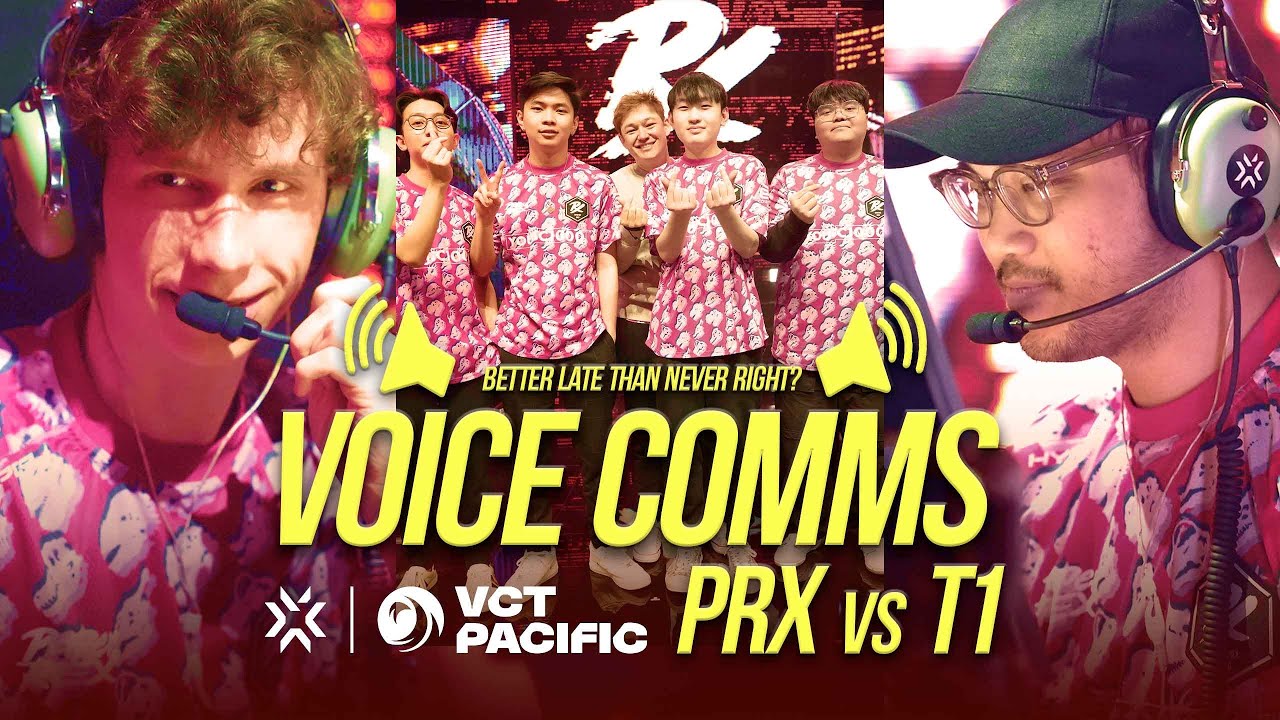 BETTER LATE THAN NEVER RIGHT?
VOICE COMMS
PRX VS T1
VCT
PACIFIC